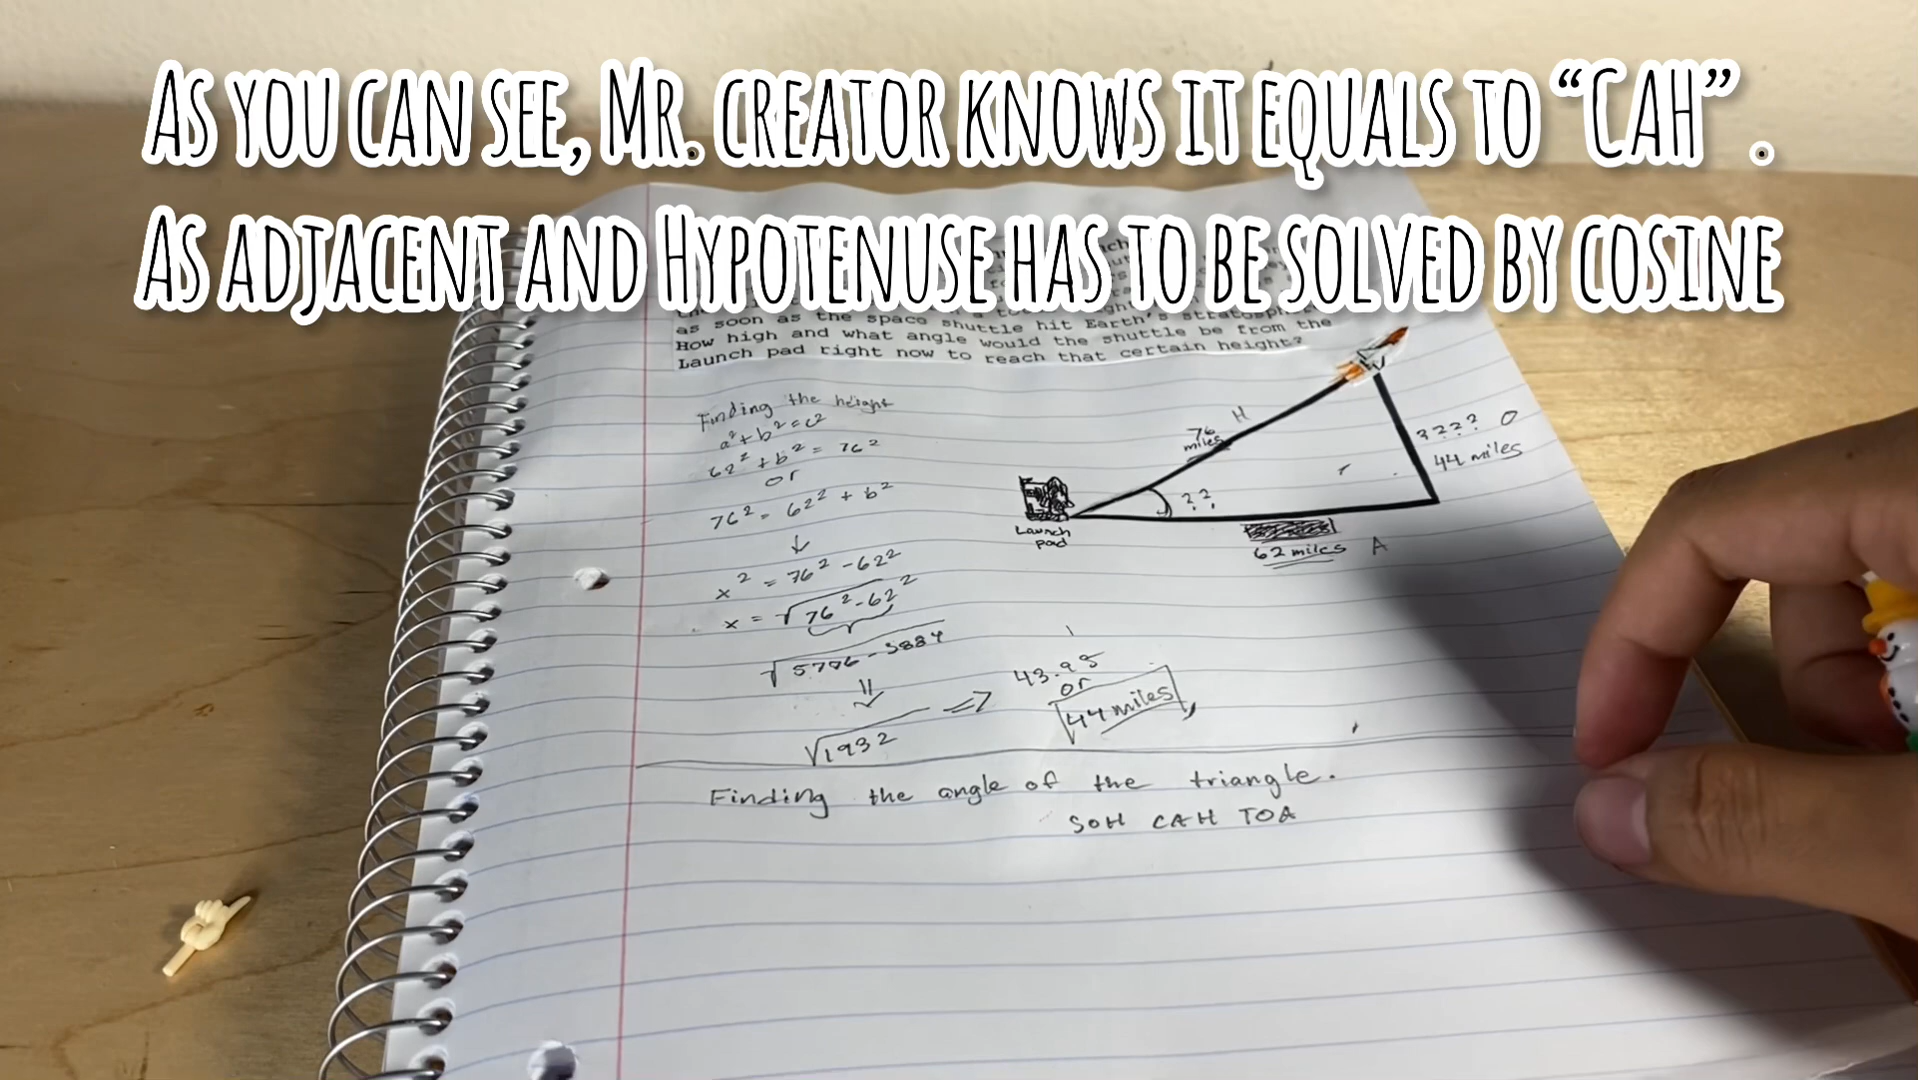 As you can see, Mr. creator knows it equals to “CAH” .
As adjacent and Hypotenuse has to be solved by cosine
as soon as the space shuttle hit Earth's
How high and what angle would the shuttle be from the
Launch pad right now to reach that certain height?
Finding the height
a² + b² = c²
62² + b² = 76²
or
76² = 62² + b²
x² = 76² - 62²
x = √76² - 62²
√5776 - 3884
√1932
=>
43.95
or
44 miles
H
76
miles
???? O
44 miles
??
Launch
pad
62 miles A
Finding the angle of the triangle.
SOH CAH TOA